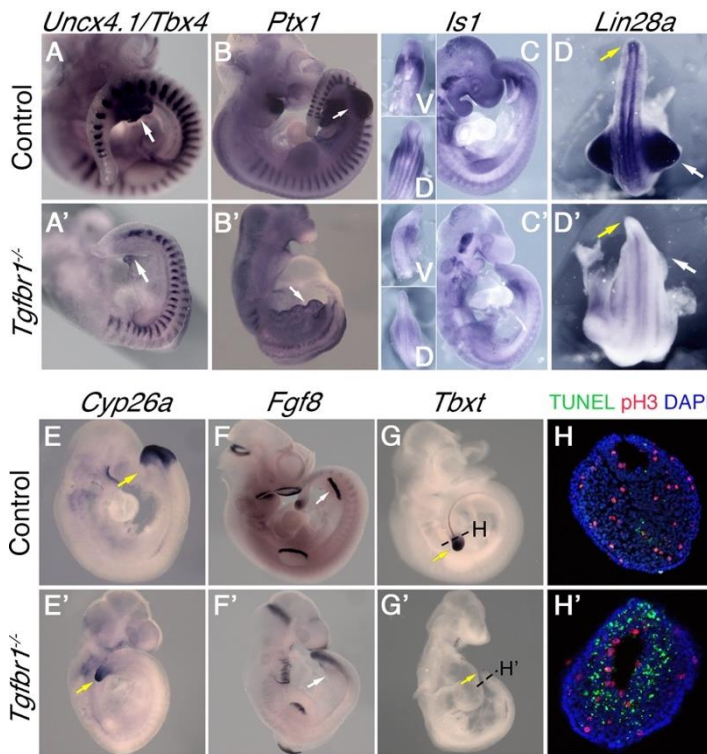 Uncx4.1/Tbx4 Ptx1 Is1 Lin28a
Control A B V D C D
Tgfbr1-/- A' B' V D C' D'
Cyp26a Fgf8 Tbxt TUNEL pH3 DAPI
Control E F G H H
Tgfbr1-/- E' F' G' H' H'